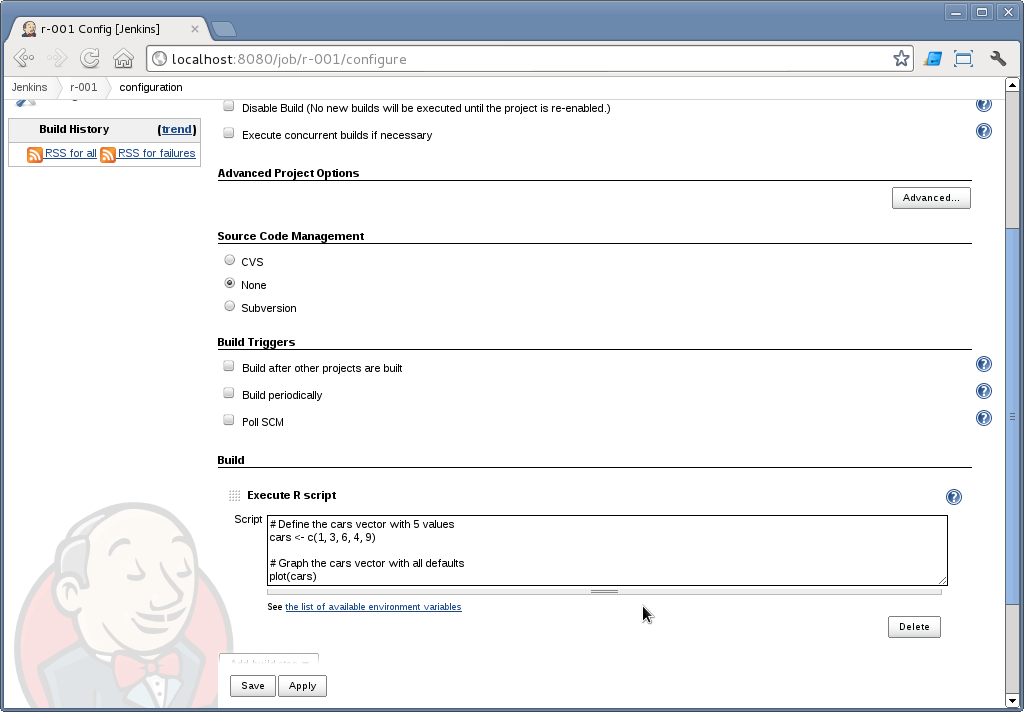 r-001 Config [Jenkins]
localhost:8080/job/r-001/configure
Jenkins r-001 configuration
Disable Build (No new builds will be executed until the project is re-enabled.)
Build History (trend)
Execute concurrent builds if necessary
RSS for all RSS for failures
Advanced Project Options
Advanced...
Source Code Management
CVS
None
Subversion
Build Triggers
Build after other projects are built
Build periodically
Poll SCM
Build
Execute R script
Script
# Define the cars vector with 5 values
cars <- c(1, 3, 6, 4, 9)
# Graph the cars vector with all defaults
plot(cars)
See the list of available environment variables
Delete
Add build step
Save Apply